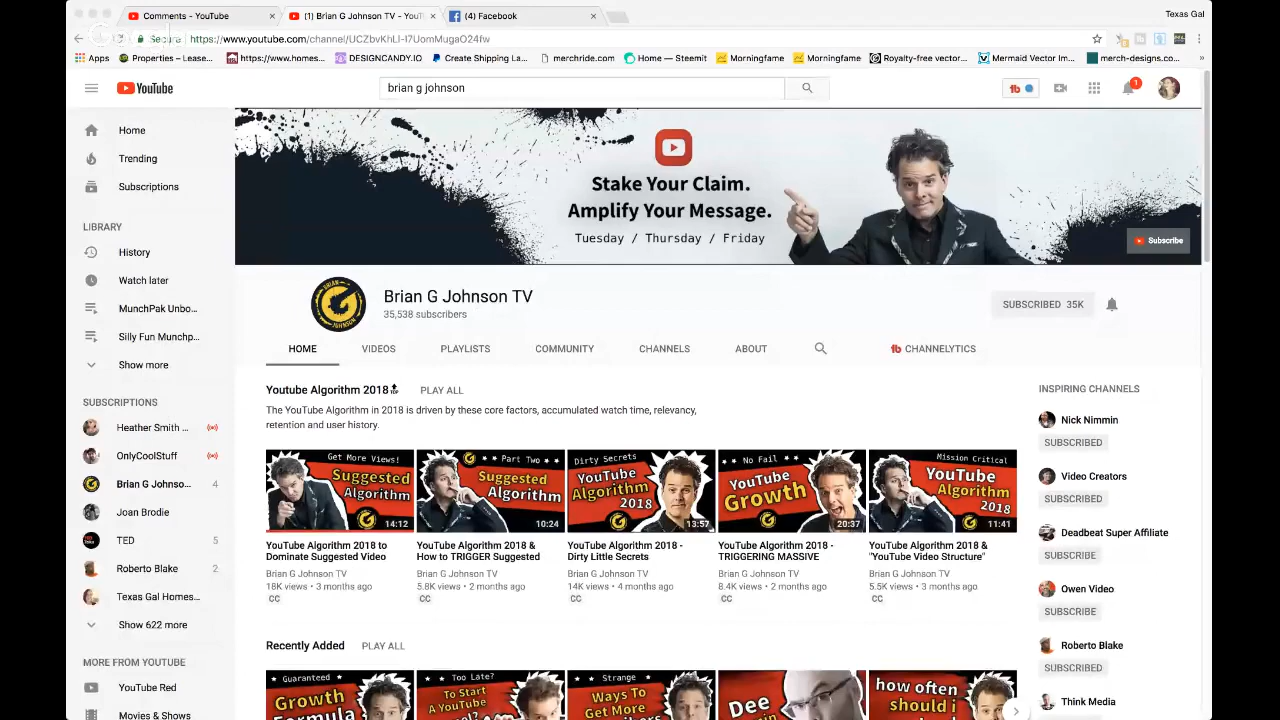 Comments - YouTube
(1) Brian G Johnson TV - YouT
(4) Facebook
Texas Gal
Secure
https://www.youtube.com/channel/UCZbvKhLI-I7UomMugaO24fw
Apps
Properties – Lease...
https://www.homes...
DESIGNCANDY.IO
Create Shipping La...
merchride.com
Home — Steemit
Morningfame
Morningfame
Royalty-free vector...
Mermaid Vector Im...
merch-designs.co...
YouTube
brian g johnson
tb
1
Home
Trending
Subscriptions
LIBRARY
History
Watch later
MunchPak Unbo...
Silly Fun Munchp...
Show more
SUBSCRIPTIONS
Heather Smith ...
OnlyCoolStuff
Brian G Johnso... 4
Joan Brodie
TED 5
Roberto Blake 2
Texas Gal Homes...
Show 622 more
MORE FROM YOUTUBE
YouTube Red
Movies & Shows
Stake Your Claim.
Amplify Your Message.
Tuesday / Thursday / Friday
Subscribe
BRIAN
G
JOHNSON
Brian G Johnson TV
35,538 subscribers
SUBSCRIBED 35K
HOME
VIDEOS
PLAYLISTS
COMMUNITY
CHANNELS
ABOUT
tb CHANNELYTICS
Youtube Algorithm 2018
PLAY ALL
The YouTube Algorithm in 2018 is driven by these core factors, accumulated watch time, relevancy,
retention and user history.
Get More Views!
Suggested
Algorithm
14:12
YouTube Algorithm 2018 to
Dominate Suggested Video
Brian G Johnson TV
18K views • 3 months ago
CC
Part Two
Suggested
Algorithm
10:24
YouTube Algorithm 2018 &
How to TRIGGER Suggested
Brian G Johnson TV
5.8K views • 2 months ago
CC
Dirty Secrets
YouTube
Algorithm
2018
13:57
YouTube Algorithm 2018 -
Dirty Little Secrets
Brian G Johnson TV
14K views • 4 months ago
CC
No Fail
YouTube
Growth
20:37
YouTube Algorithm 2018 -
TRIGGERING MASSIVE
Brian G Johnson TV
8.4K views • 2 months ago
CC
Mission Critical
YouTube
Algorithm
2018
11:41
YouTube Algorithm 2018 &
"YouTube Video Structure"
Brian G Johnson TV
5.5K views • 3 months ago
CC
INSPIRING CHANNELS
Nick Nimmin
SUBSCRIBED
Video Creators
SUBSCRIBED
Deadbeat Super Affiliate
SUBSCRIBE
Owen Video
SUBSCRIBE
Roberto Blake
SUBSCRIBED
Think Media
Recently Added
PLAY ALL
Guaranteed
Growth
Too Late?
To Start
Strange
Ways To
Get More
Dee
how often
should i